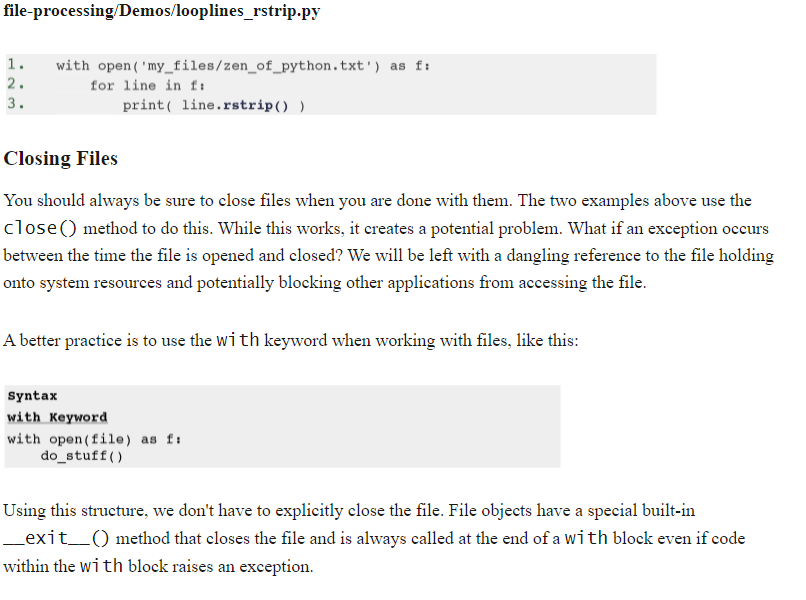 file-processing/Demos/looplines_rstrip.py
1. with open('my_files/zen_of_python.txt') as f:
2. for line in f:
3. print( line.rstrip() )
Closing Files
You should always be sure to close files when you are done with them. The two examples above use the
close() method to do this. While this works, it creates a potential problem. What if an exception occurs
between the time the file is opened and closed? We will be left with a dangling reference to the file holding
onto system resources and potentially blocking other applications from accessing the file.
A better practice is to use the with keyword when working with files, like this:
Syntax
with Keyword
with open(file) as f:
do_stuff()
Using this structure, we don't have to explicitly close the file. File objects have a special built-in
__exit__() method that closes the file and is always called at the end of a with block even if code
within the with block raises an exception.